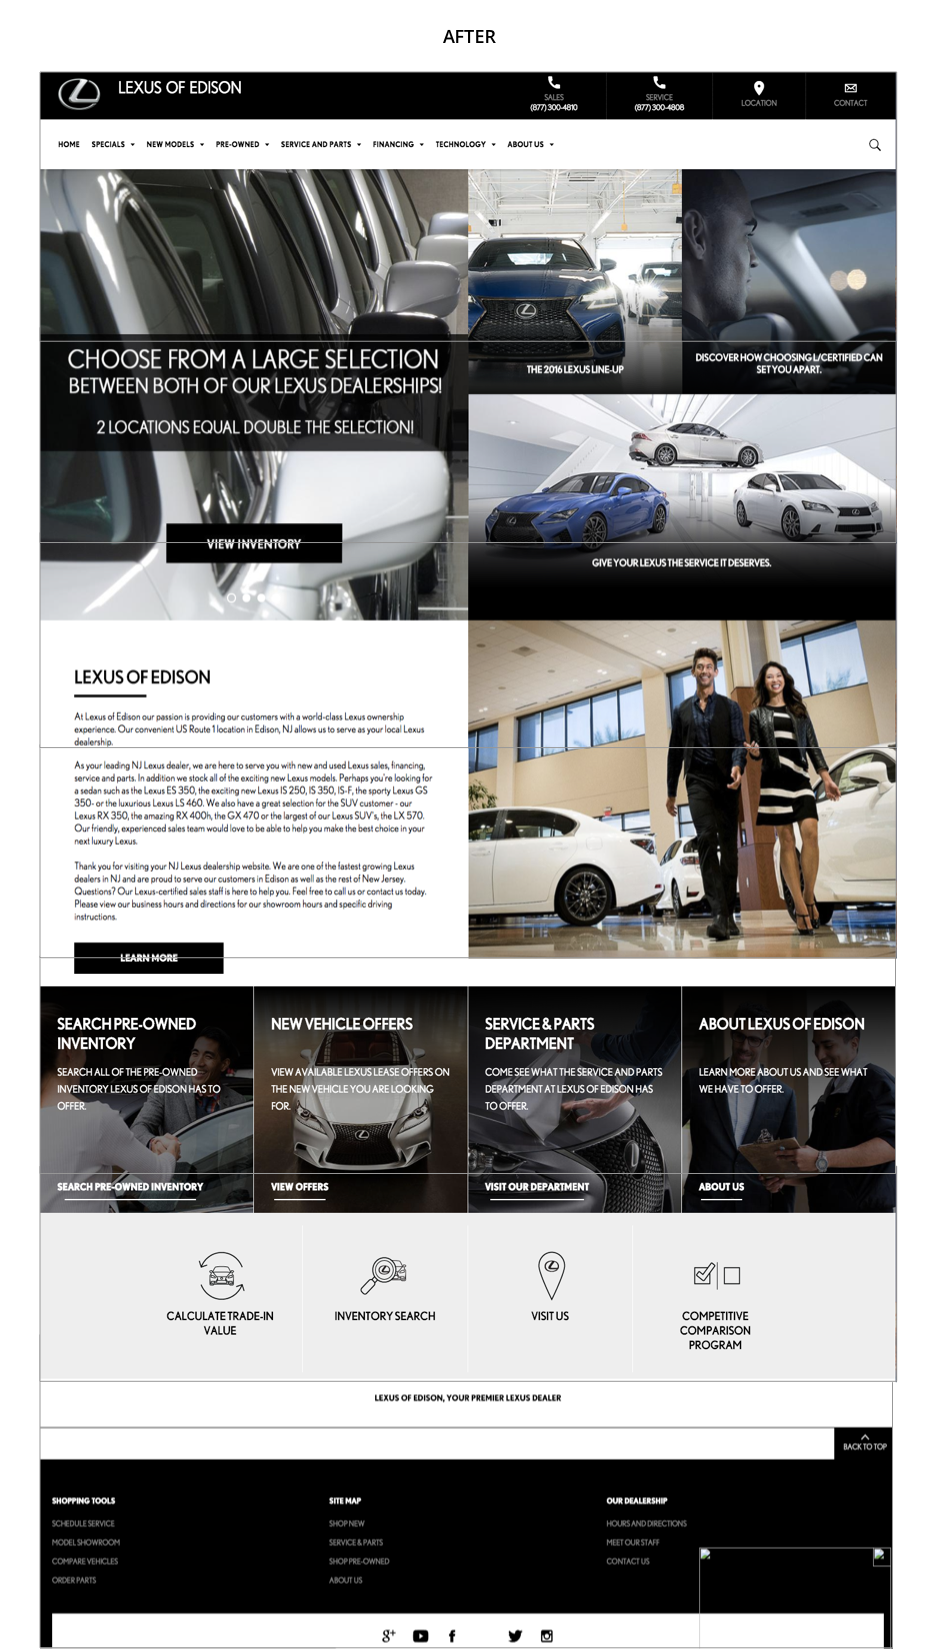 AFTER
LEXUS OF EDISON
SALES
(877) 300-4810
SERVICE
(877) 300-4808
LOCATION
CONTACT
HOME SPECIALS NEW MODELS PRE-OWNED SERVICE AND PARTS FINANCING TECHNOLOGY ABOUT US
CHOOSE FROM A LARGE SELECTION
BETWEEN BOTH OF OUR LEXUS DEALERSHIPS!
2 LOCATIONS EQUAL DOUBLE THE SELECTION!
VIEW INVENTORY
THE 2016 LEXUS LINE-UP
DISCOVER HOW CHOOSING L/CERTIFIED CAN
SET YOU APART.
GIVE YOUR LEXUS THE SERVICE IT DESERVES.
LEXUS OF EDISON
At Lexus of Edison our passion is providing our customers with a world-class Lexus ownership
experience. Our convenient US Route 1 location in Edison, NJ allows us to serve as your local Lexus
dealership.
As your leading NJ Lexus dealer, we are here to serve you with new and used Lexus sales, financing,
service and parts. In addition we stock all of the exciting new Lexus models. Perhaps you're looking for
a sedan such as the Lexus ES 350, the exciting new Lexus IS 250, IS 350, IS-F, the sporty Lexus GS
350- or the luxurious Lexus LS 460. We also have a great selection for the SUV customer - our
Lexus RX 350, the amazing RX 400h, the GX 470 or the largest of our Lexus SUV's, the LX 570.
Our friendly, experienced sales team would love to be able to help you make the best choice in your
next luxury Lexus.
Thank you for visiting your NJ Lexus dealership website. We are one of the fastest growing Lexus
dealers in NJ and are proud to serve our customers in Edison as well as the rest of New Jersey.
Questions? Our Lexus-certified sales staff is here to help you. Feel free to call us or contact us today.
Please view our business hours and directions for our showroom hours and specific driving
instructions.
LEARN MORE
SEARCH PRE-OWNED
INVENTORY
SEARCH ALL OF THE PRE-OWNED
INVENTORY LEXUS OF EDISON HAS TO
OFFER.
SEARCH PRE-OWNED INVENTORY
NEW VEHICLE OFFERS
VIEW AVAILABLE LEXUS LEASE OFFERS ON
THE NEW VEHICLE YOU ARE LOOKING
FOR.
VIEW OFFERS
SERVICE & PARTS
DEPARTMENT
COME SEE WHAT THE SERVICE AND PARTS
DEPARTMENT AT LEXUS OF EDISON HAS
TO OFFER.
VISIT OUR DEPARTMENT
ABOUT LEXUS OF EDISON
LEARN MORE ABOUT US AND SEE WHAT
WE HAVE TO OFFER.
ABOUT US
CALCULATE TRADE-IN
VALUE
INVENTORY SEARCH
VISIT US
COMPETITIVE
COMPARISON
PROGRAM
LEXUS OF EDISON, YOUR PREMIER LEXUS DEALER
BACK TO TOP
SHOPPING TOOLS
SCHEDULE SERVICE
MODEL SHOWROOM
COMPARE VEHICLES
ORDER PARTS
SITE MAP
SHOP NEW
SERVICE & PARTS
SHOP PRE-OWNED
ABOUT US
OUR DEALERSHIP
HOURS AND DIRECTIONS
MEET OUR STAFF
CONTACT US